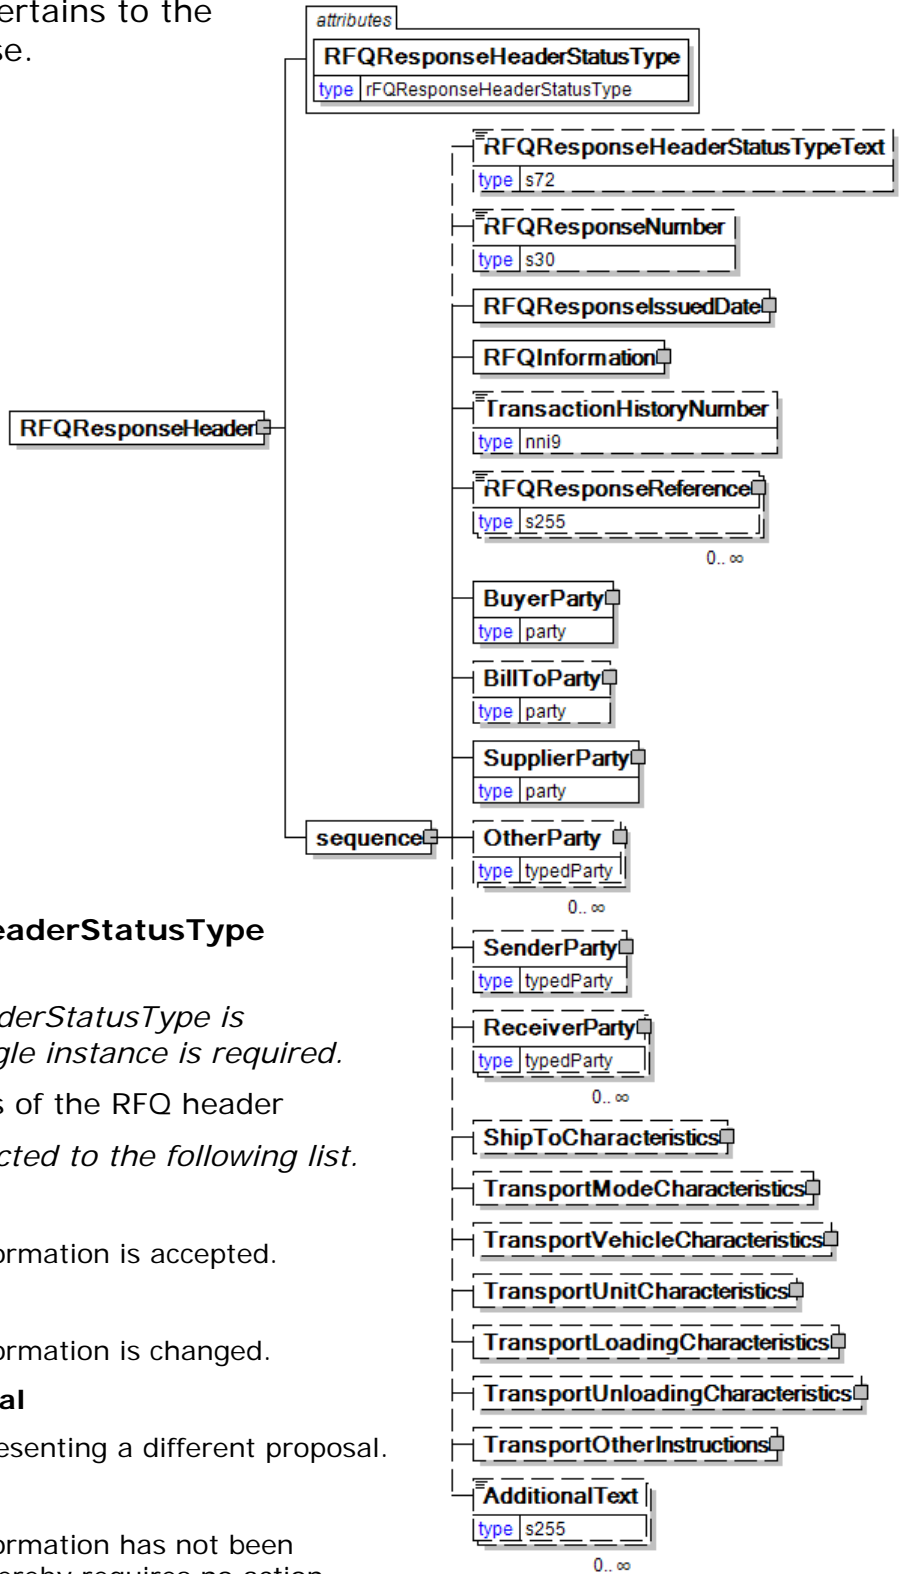 ertains to the
se.
attributes
RFQResponseHeaderStatusType
type rFQResponseHeaderStatusType
RFQResponseHeaderStatusTypeText
type s72
RFQResponseNumber
type s30
RFQResponseIssuedDate
RFQInformation
TransactionHistoryNumber
type nni9
RFQResponseHeader
RFQResponseReference
type s255
0..∞
BuyerParty
type party
BillToParty
type party
SupplierParty
type party
sequence
OtherParty
type typedParty
0..∞
SenderParty
type typedParty
ReceiverParty
type typedParty
0..∞
ShipToCharacteristics
TransportModeCharacteristics
TransportVehicleCharacteristics
TransportUnitCharacteristics
TransportLoadingCharacteristics
TransportUnloadingCharacteristics
TransportOtherInstructions
AdditionalText
type s255
0..∞
eaderStatusType
derStatusType is
gle instance is required.
s of the RFQ header
cted to the following list.
ormation is accepted.
ormation is changed.
al
esenting a different proposal.
ormation has not been
ereby requires no action